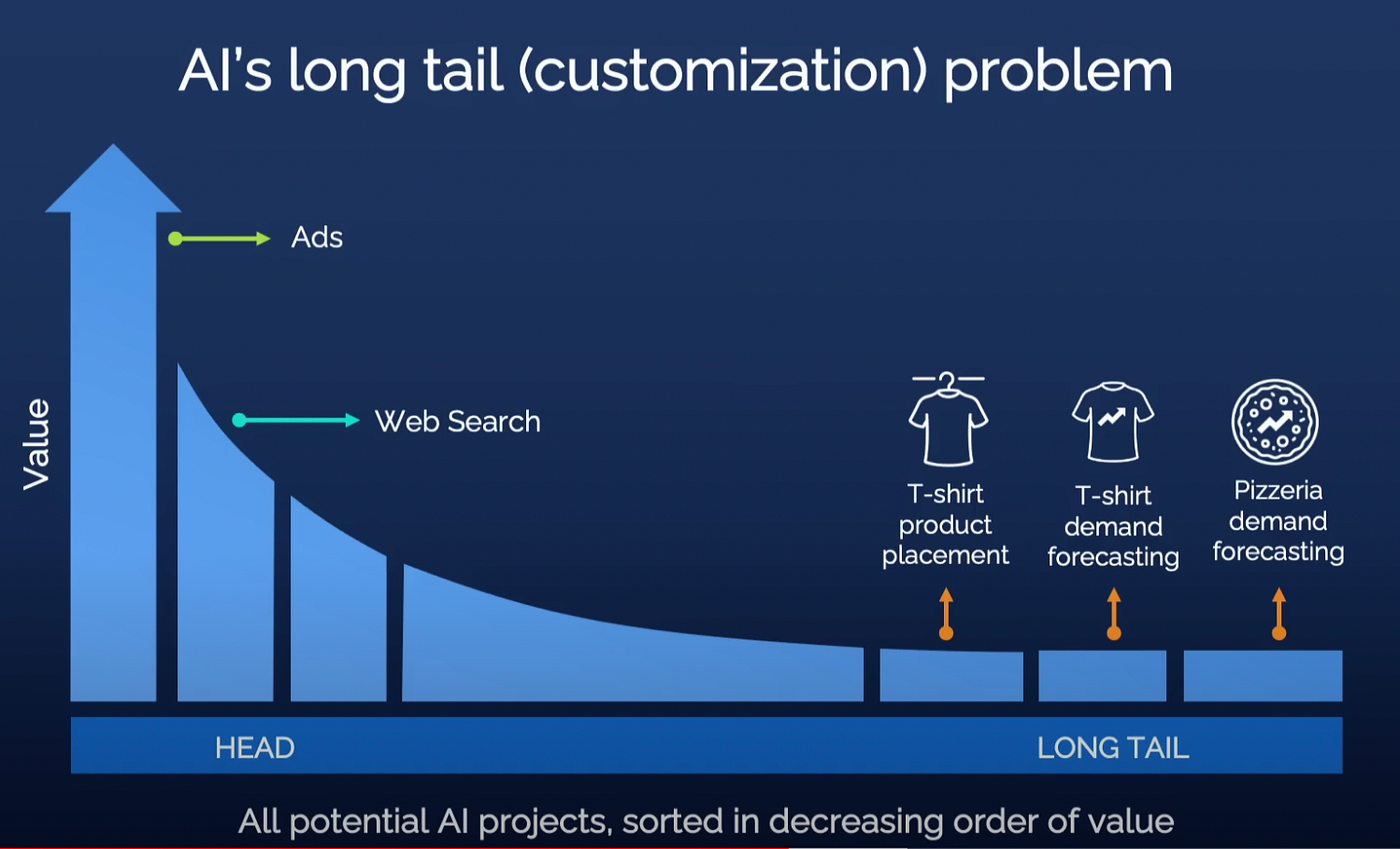 AI's long tail (customization) problem
Ads
Web Search
Value
T-shirt
product
placement
T-shirt
demand
forecasting
Pizzeria
demand
forecasting
HEAD
LONG TAIL
All potential AI projects, sorted in decreasing order of value